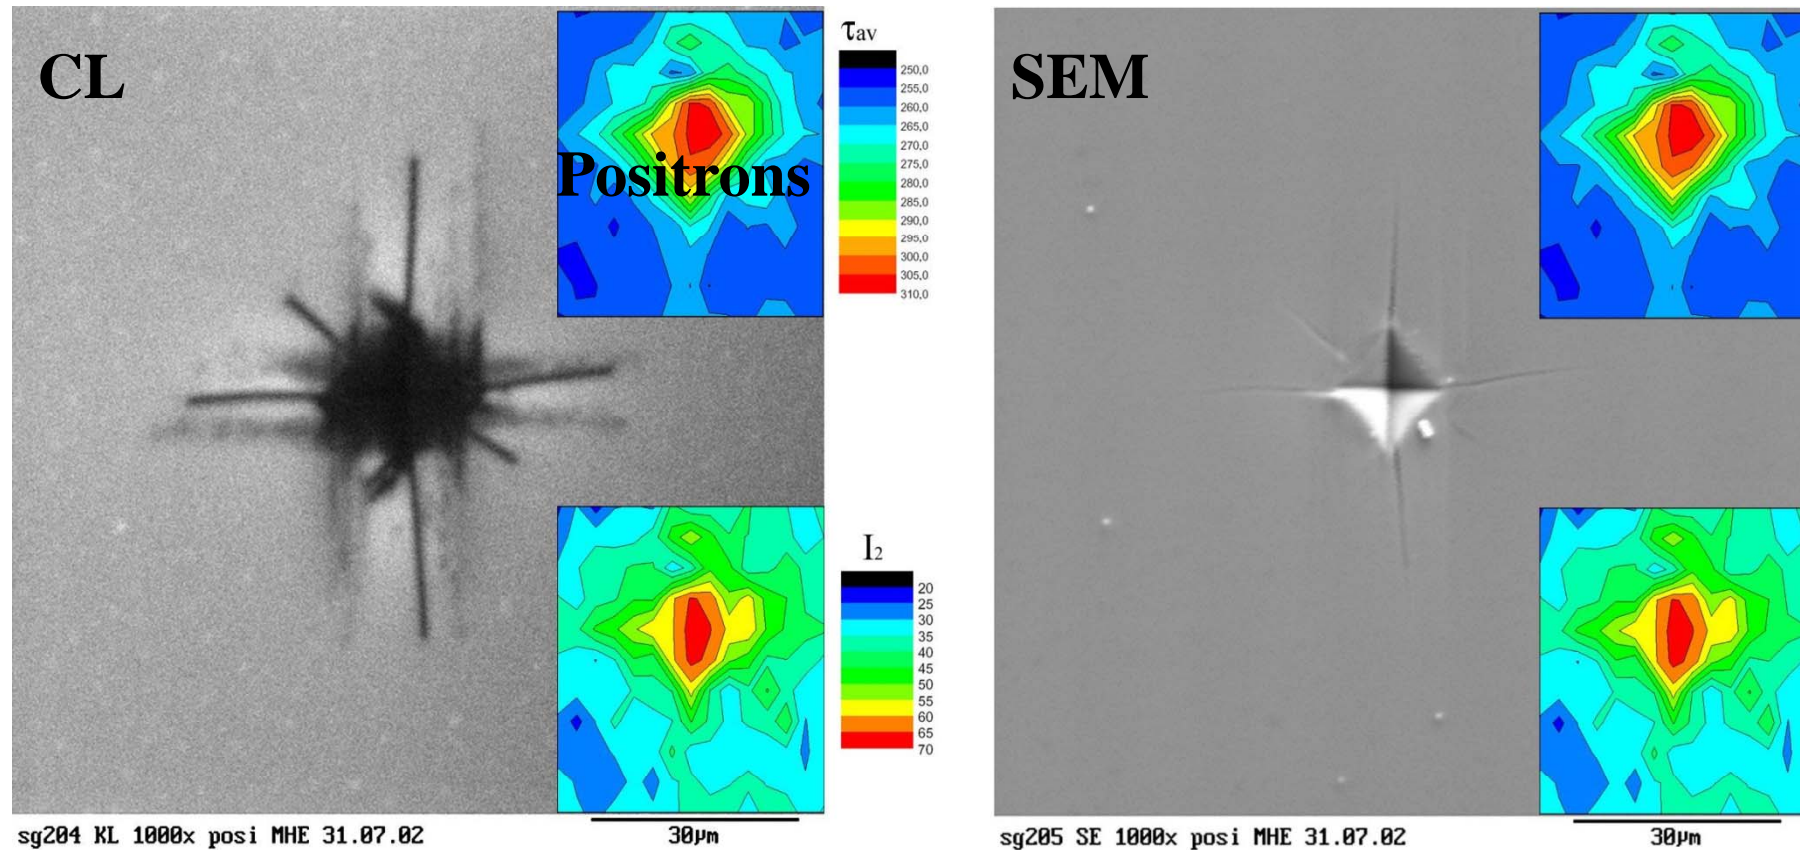 CL
Positrons
τav
250,0
255,0
260,0
265,0
270,0
275,0
280,0
285,0
290,0
295,0
300,0
305,0
310,0
I2
20
25
30
35
40
45
50
55
60
65
70
sg204 KL 1000x posi MHE 31.07.02
30µm
SEM
sg205 SE 1000x posi MHE 31.07.02
30µm